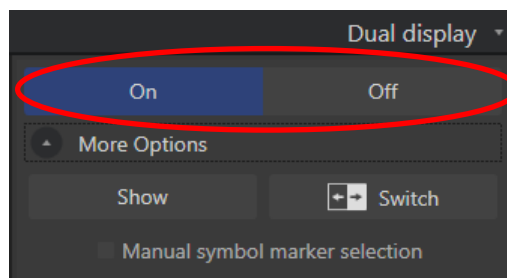 Dual display
On Off
More Options
Show Switch
Manual symbol marker selection